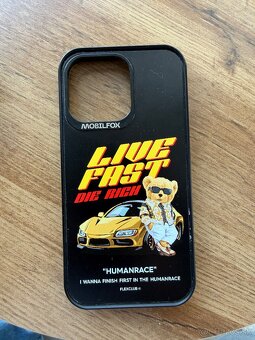 MOBILFOX
LIVE
FAST
DIE RICH
"HUMANRACE"
I WANNA FINISH FIRST IN THE HUMANRACE
FLEXCLUB